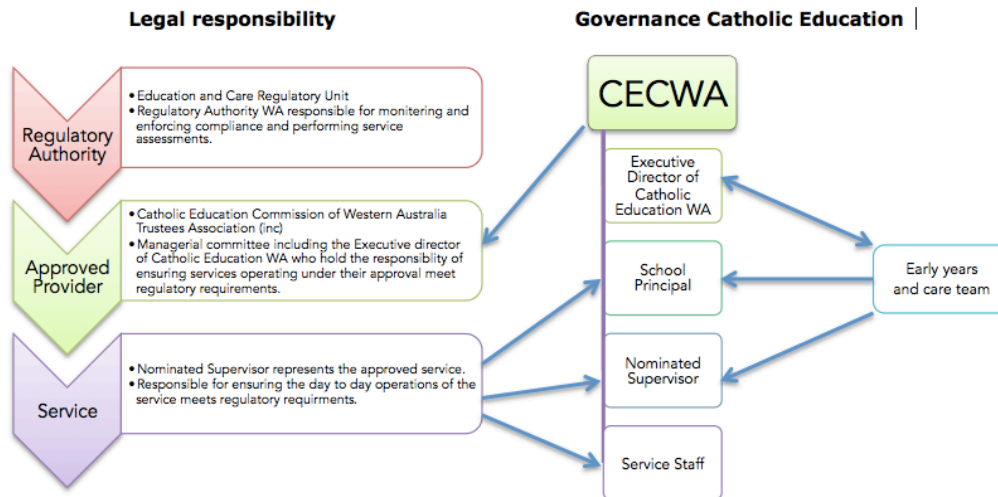 Legal responsibility
Governance Catholic Education
Regulatory
Authority
• Education and Care Regulatory Unit
• Regulatory Authority WA responsible for monitoring and
enforcing compliance and performing service
assessments.
Approved
Provider
• Catholic Education Commission of Western Australia
Trustees Association (inc)
• Managerial committee including the Executive director
of Catholic Education WA who hold the responsiblity of
ensuring services operating under their approval meet
regulatory requirements.
Service
• Nominated Supervisor represents the approved service.
• Responsible for ensuring the day to day operations of the
service meets regulatory requirments.
CECWA
Executive
Director of
Catholic
Education WA
School
Principal
Nominated
Supervisor
Service Staff
Early years
and care team